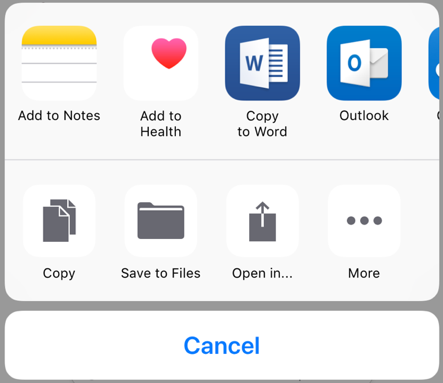 Add to Notes
Add to
Health
W
Copy
to Word
O
Outlook
Copy
Save to Files
Open in...
More
Cancel